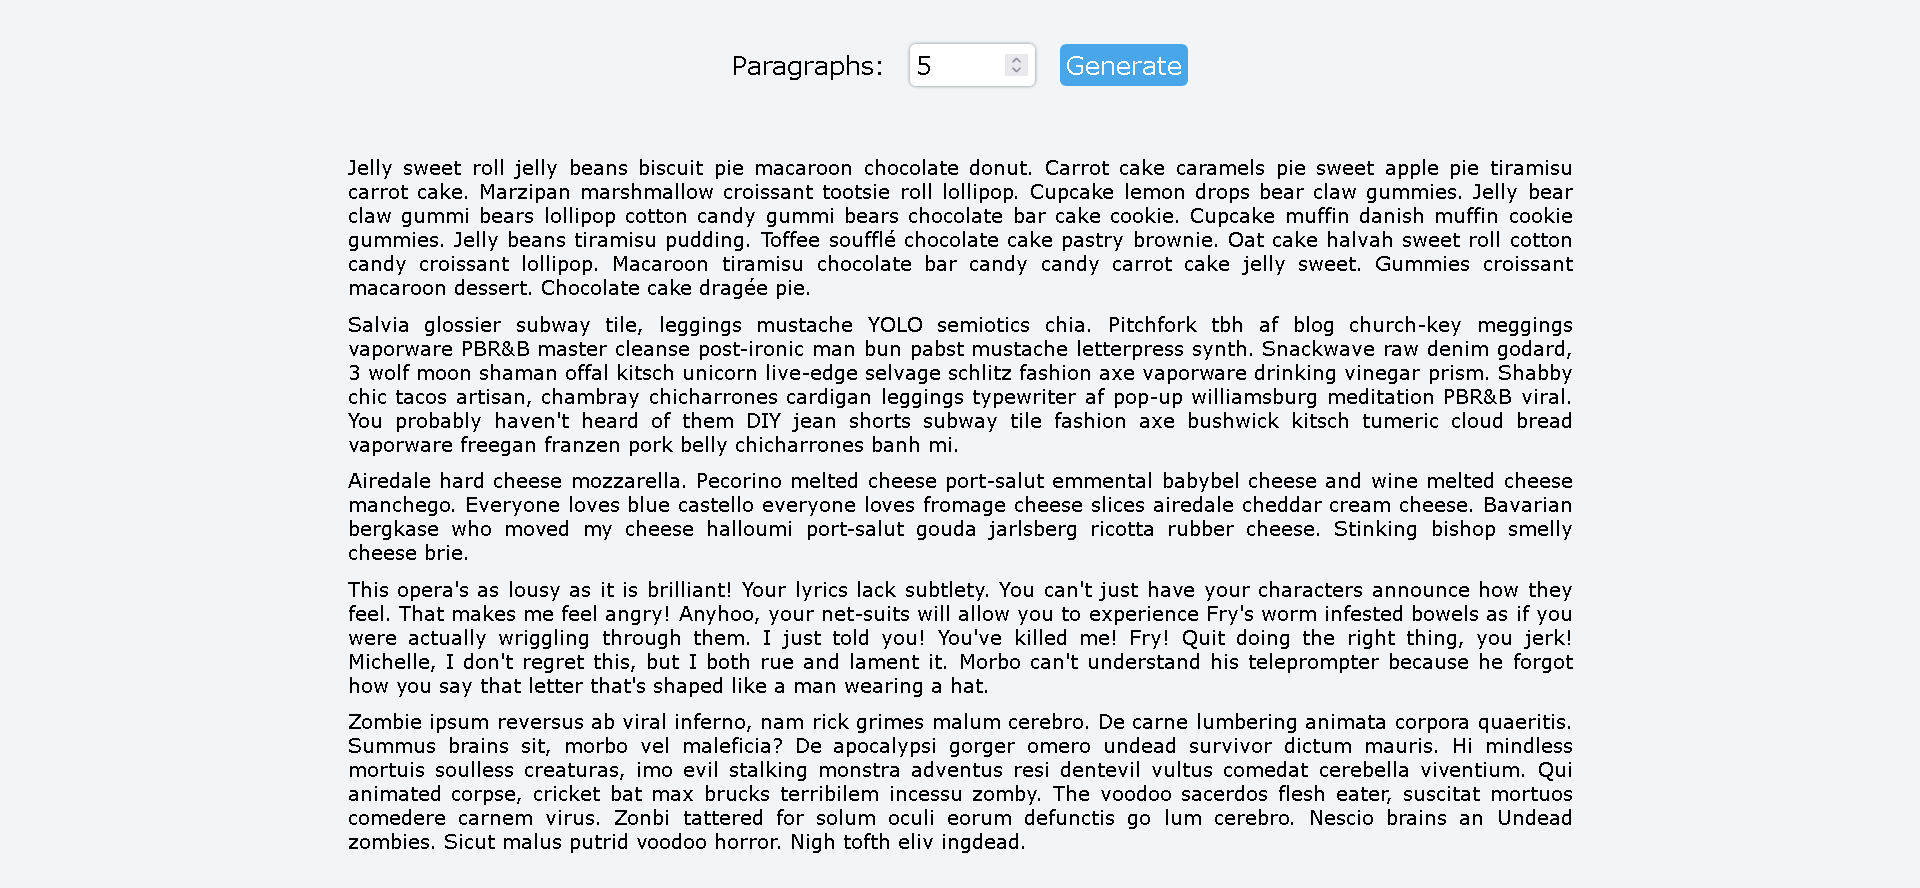 Paragraphs: 5 Generate
Jelly sweet roll jelly beans biscuit pie macaroon chocolate donut. Carrot cake caramels pie sweet apple pie tiramisu
carrot cake. Marzipan marshmallow croissant tootsie roll lollipop. Cupcake lemon drops bear claw gummies. Jelly bear
claw gummi bears lollipop cotton candy gummi bears chocolate bar cake cookie. Cupcake muffin danish muffin cookie
gummies. Jelly beans tiramisu pudding. Toffee soufflé chocolate cake pastry brownie. Oat cake halvah sweet roll cotton
candy croissant lollipop. Macaroon tiramisu chocolate bar candy candy carrot cake jelly sweet. Gummies croissant
macaroon dessert. Chocolate cake dragée pie.
Salvia glossier subway tile, leggings mustache YOLO semiotics chia. Pitchfork tbh af blog church-key meggings
vaporware PBR&B master cleanse post-ironic man bun pabst mustache letterpress synth. Snackwave raw denim godard,
3 wolf moon shaman offal kitsch unicorn live-edge selvage schlitz fashion axe vaporware drinking vinegar prism. Shabby
chic tacos artisan, chambray chicharrones cardigan leggings typewriter af pop-up williamsburg meditation PBR&B viral.
You probably haven't heard of them DIY jean shorts subway tile fashion axe bushwick kitsch tumeric cloud bread
vaporware freegan franzen pork belly chicharrones banh mi.
Airedale hard cheese mozzarella. Pecorino melted cheese port-salut emmental babybel cheese and wine melted cheese
manchego. Everyone loves blue castello everyone loves fromage cheese slices airedale cheddar cream cheese. Bavarian
bergkase who moved my cheese halloumi port-salut gouda jarlsberg ricotta rubber cheese. Stinking bishop smelly
cheese brie.
This opera's as lousy as it is brilliant! Your lyrics lack subtlety. You can't just have your characters announce how they
feel. That makes me feel angry! Anyhoo, your net-suits will allow you to experience Fry's worm infested bowels as if you
were actually wriggling through them. I just told you! You've killed me! Fry! Quit doing the right thing, you jerk!
Michelle, I don't regret this, but I both rue and lament it. Morbo can't understand his teleprompter because he forgot
how you say that letter that's shaped like a man wearing a hat.
Zombie ipsum reversus ab viral inferno, nam rick grimes malum cerebro. De carne lumbering animata corpora quaeritis.
Summus brains sit, morbo vel maleficia? De apocalypsi gorger omero undead survivor dictum mauris. Hi mindless
mortuis soulless creaturas, imo evil stalking monstra adventus resi dentevil vultus comedat cerebella viventium. Qui
animated corpse, cricket bat max brucks terribilem incessu zomby. The voodoo sacerdos flesh eater, suscitat mortuos
comedere carnem virus. Zonbi tattered for solum oculi eorum defunctis go lum cerebro. Nescio brains an Undead
zombies. Sicut malus putrid voodoo horror. Nigh tofth eliv ingdead.